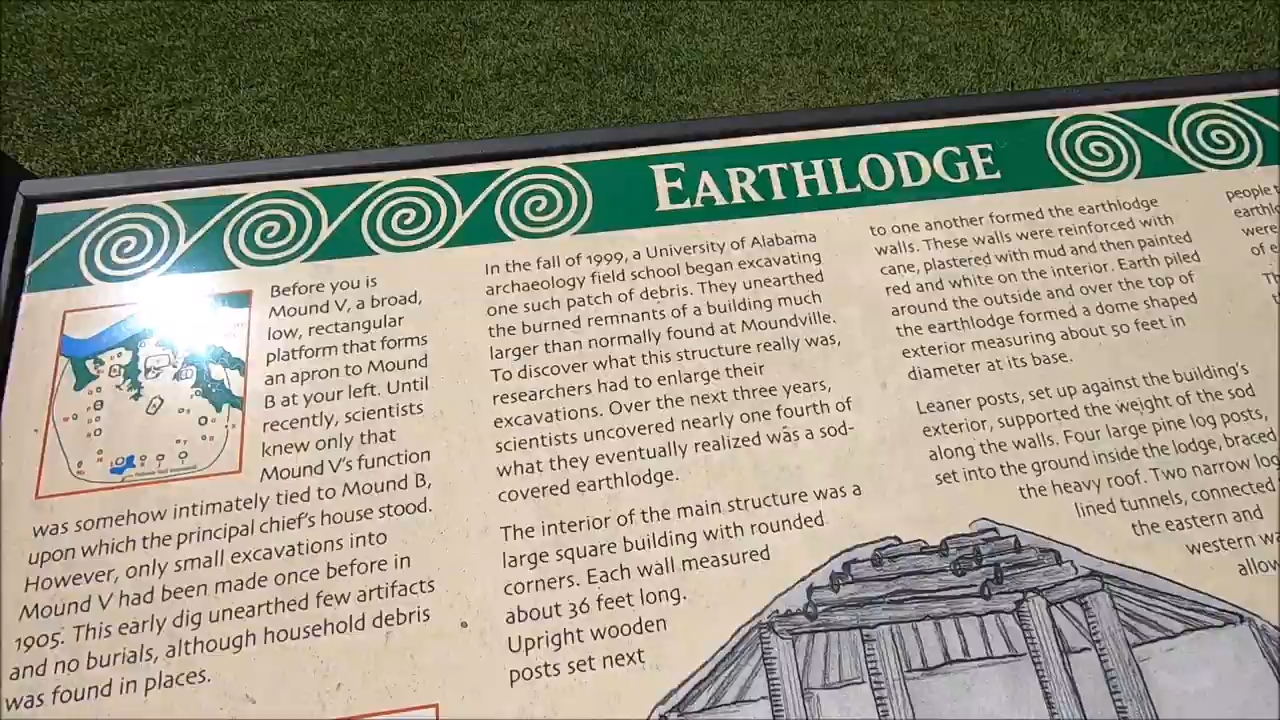 EARTHLODGE
Before you is
Mound V, a broad,
low, rectangular
platform that forms
an apron to Mound
B at your left. Until
recently, scientists
knew only that
Mound V's function
was somehow intimately tied to Mound B,
upon which the principal chief's house stood.
However, only small excavations into
Mound V had been made once before in
1905. This early dig unearthed few artifacts
and no burials, although household debris
was found in places.
In the fall of 1999, a University of Alabama
archaeology field school began excavating
one such patch of debris. They unearthed
the burned remnants of a building much
larger than normally found at Moundville.
To discover what this structure really was,
researchers had to enlarge their
excavations. Over the next three years,
scientists uncovered nearly one fourth of
what they eventually realized was a sod-
covered earthlodge.
The interior of the main structure was a
large square building with rounded
corners. Each wall measured
about 36 feet long.
Upright wooden
posts set next
to one another formed the earthlodge
walls. These walls were reinforced with
cane, plastered with mud and then painted
red and white on the interior. Earth piled
around the outside and over the top of
the earthlodge formed a dome shaped
exterior measuring about 50 feet in
diameter at its base.
Leaner posts, set up against the building's
exterior, supported the weight of the sod
along the walls. Four large pine log posts,
set into the ground inside the lodge, braced
the heavy roof. Two narrow log
lined tunnels, connected
the eastern and
western wa
allow
people
earthl
were
of e